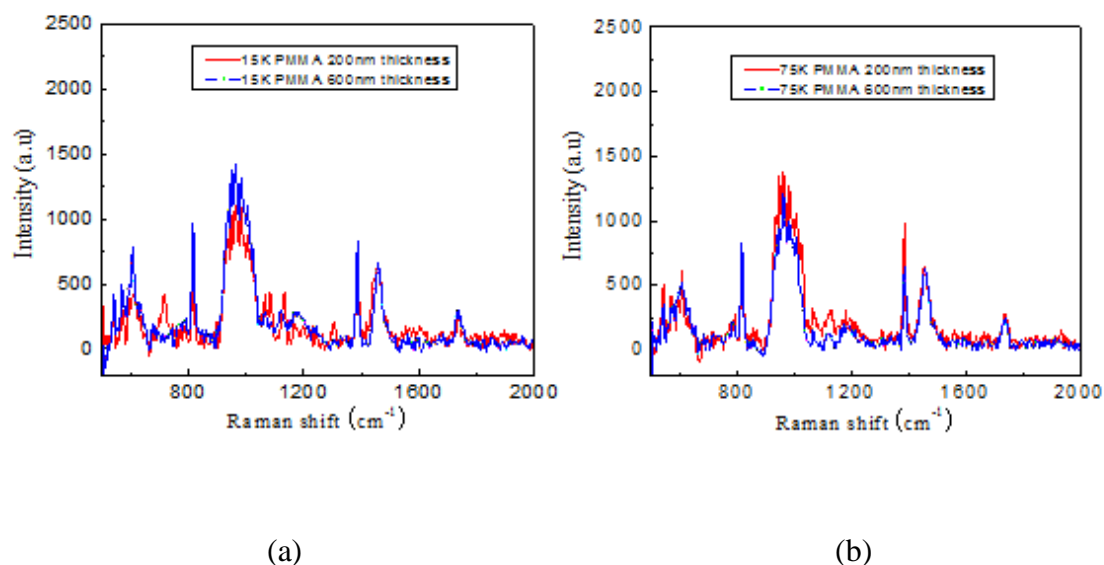 2500
2000
1500
1000
500
0
Intensity (a.u)
15K PMMA 200nm thickness
15K PMMA 600nm thickness
800 1200 1600 2000
Raman shift (cm⁻¹)
(a)
2500
2000
1500
1000
500
0
Intensity (a.u)
75K PMMA 200nm thickness
75K PMMA 600nm thickness
800 1200 1600 2000
Raman shift (cm⁻¹)
(b)